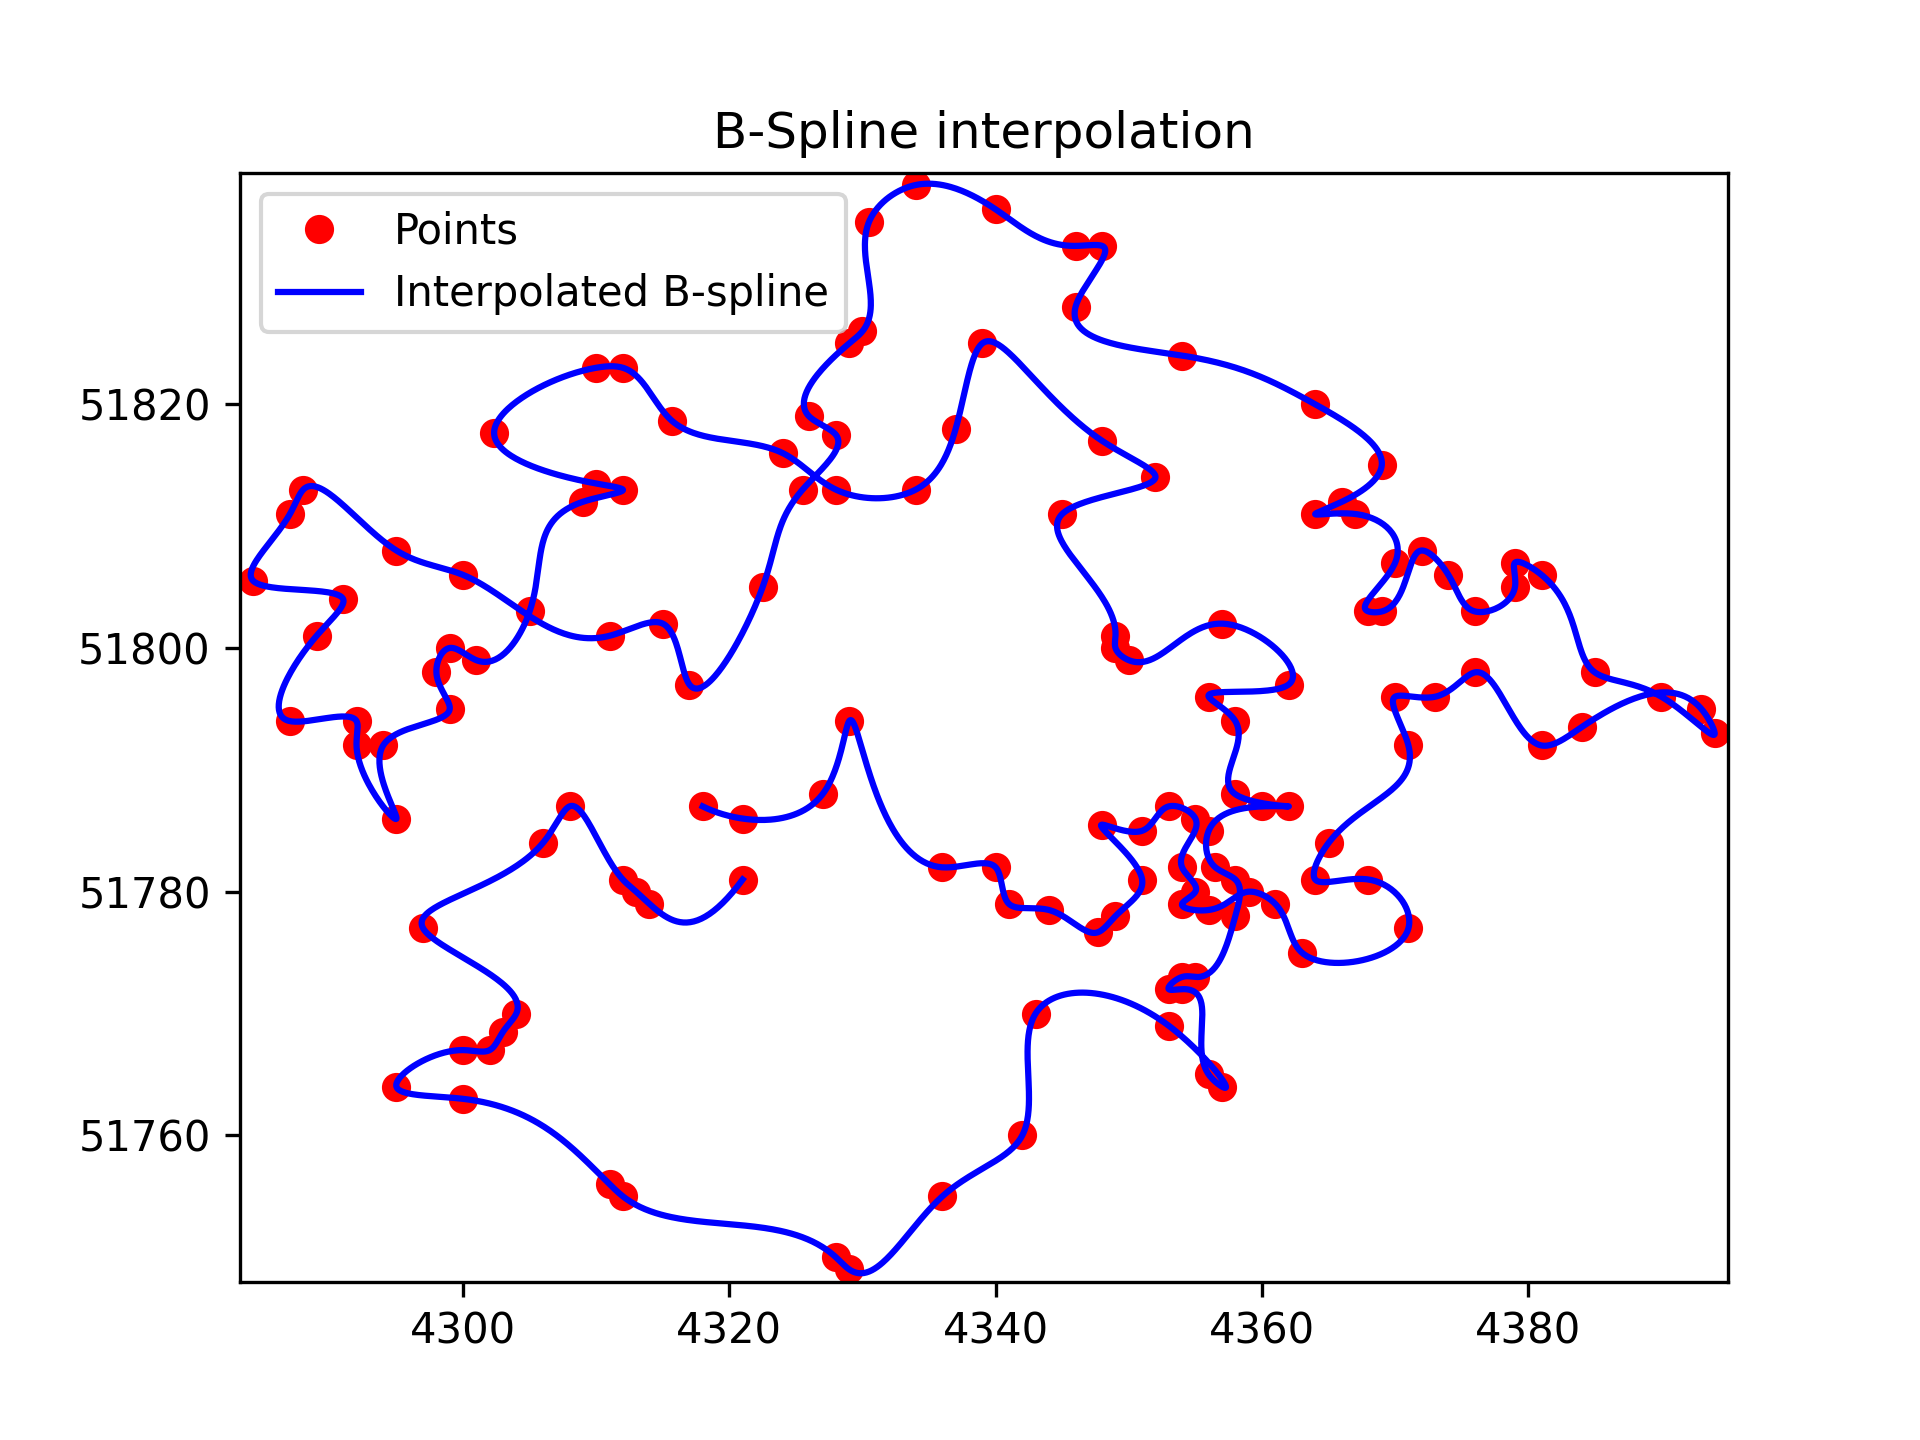 B-Spline interpolation
Points
Interpolated B-spline
51820
51800
51780
51760
4300 4320 4340 4360 4380